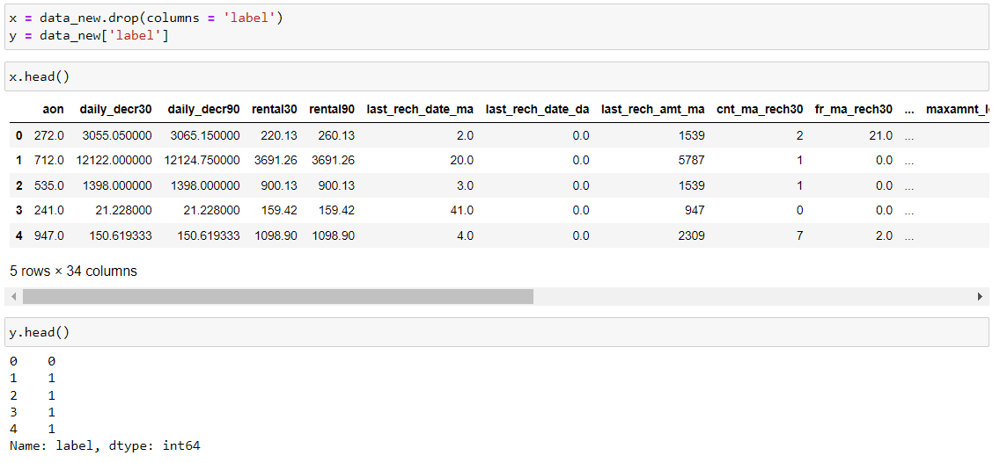 x = data_new.drop(columns = 'label')
y = data_new['label']
x.head()
aon daily_decr30 daily_decr90 rental30 rental90 last_rech_date_ma last_rech_date_da last_rech_amt_ma cnt_ma_rech30 fr_ma_rech30 ... maxamnt_l
0 272.0 3055.050000 3065.150000 220.13 260.13 2.0 0.0 1539 2 21.0 ...
1 712.0 12122.000000 12124.750000 3691.26 3691.26 20.0 0.0 5787 1 0.0 ...
2 535.0 1398.000000 1398.000000 900.13 900.13 3.0 0.0 1539 1 0.0 ...
3 241.0 21.228000 21.228000 159.42 159.42 41.0 0.0 947 0 0.0 ...
4 947.0 150.619333 150.619333 1098.90 1098.90 4.0 0.0 2309 7 2.0 ...
5 rows × 34 columns
y.head()
0 0
1 1
2 1
3 1
4 1
Name: label, dtype: int64